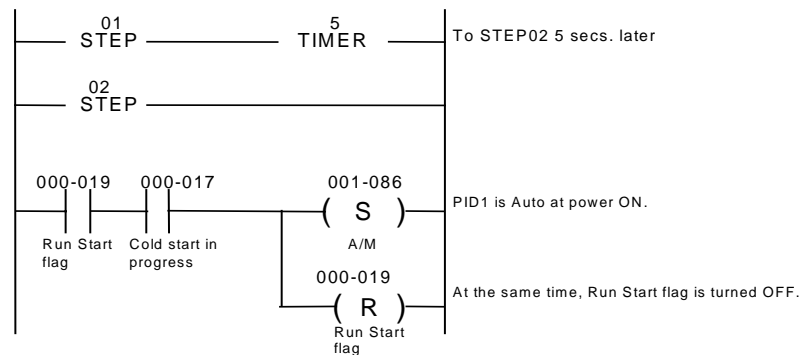 01
5
STEP
TIMER
To STEP02 5 secs. later
02
STEP
000-019
000-017
001-086
( S )
PID1 is Auto at power ON.
Run Start
flag
Cold start in
progress
A/M
000-019
( R )
At the same time, Run Start flag is turned OFF.
Run Start
flag